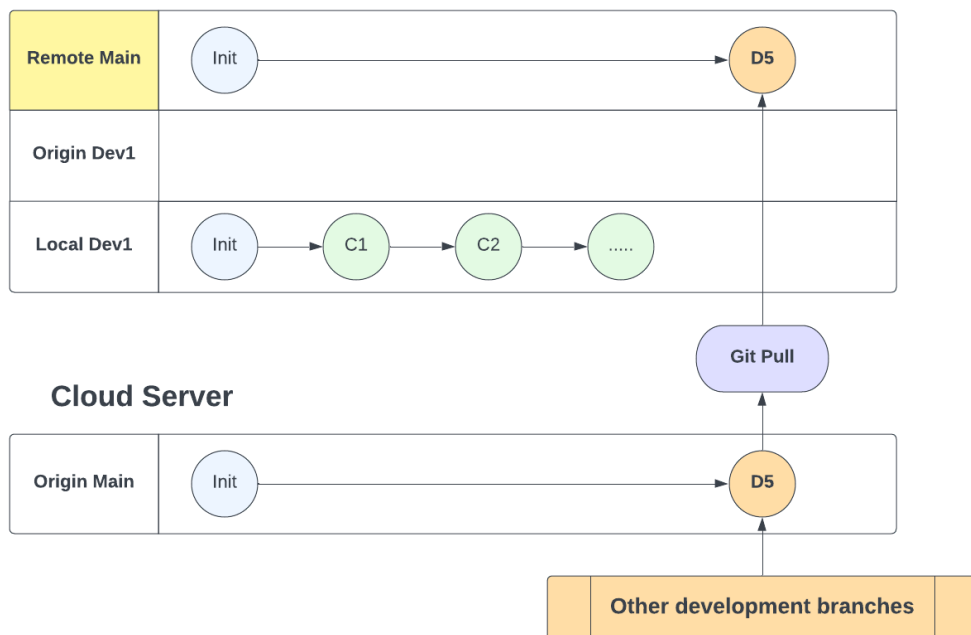 Remote Main
Init
D5
Origin Dev1
Local Dev1
Init
C1
C2
.....
Git Pull
Cloud Server
Origin Main
Init
D5
Other development branches